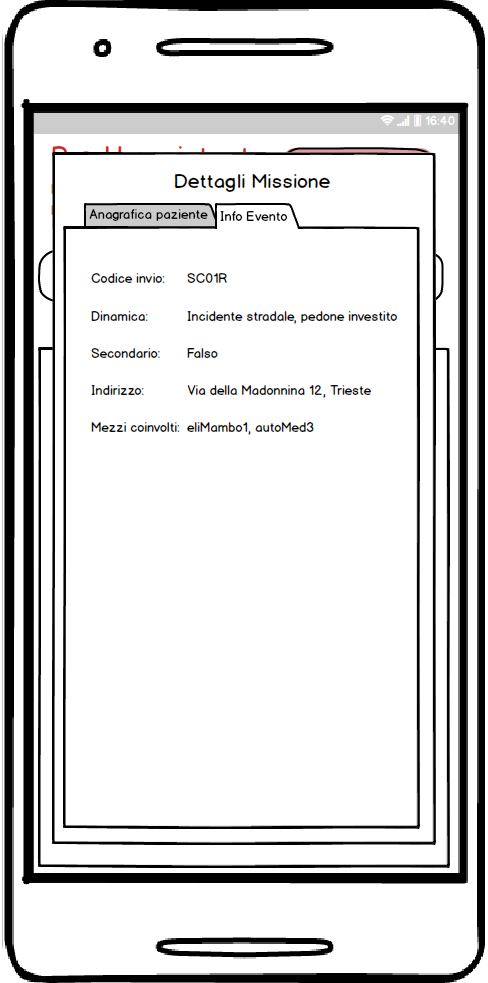 16:40
Dettagli Missione
Anagrafica paziente Info Evento
Codice invio: SC01R
Dinamica: Incidente stradale, pedone investito
Secondario: Falso
Indirizzo: Via della Madonnina 12, Trieste
Mezzi coinvolti: eliMambo1, autoMed3